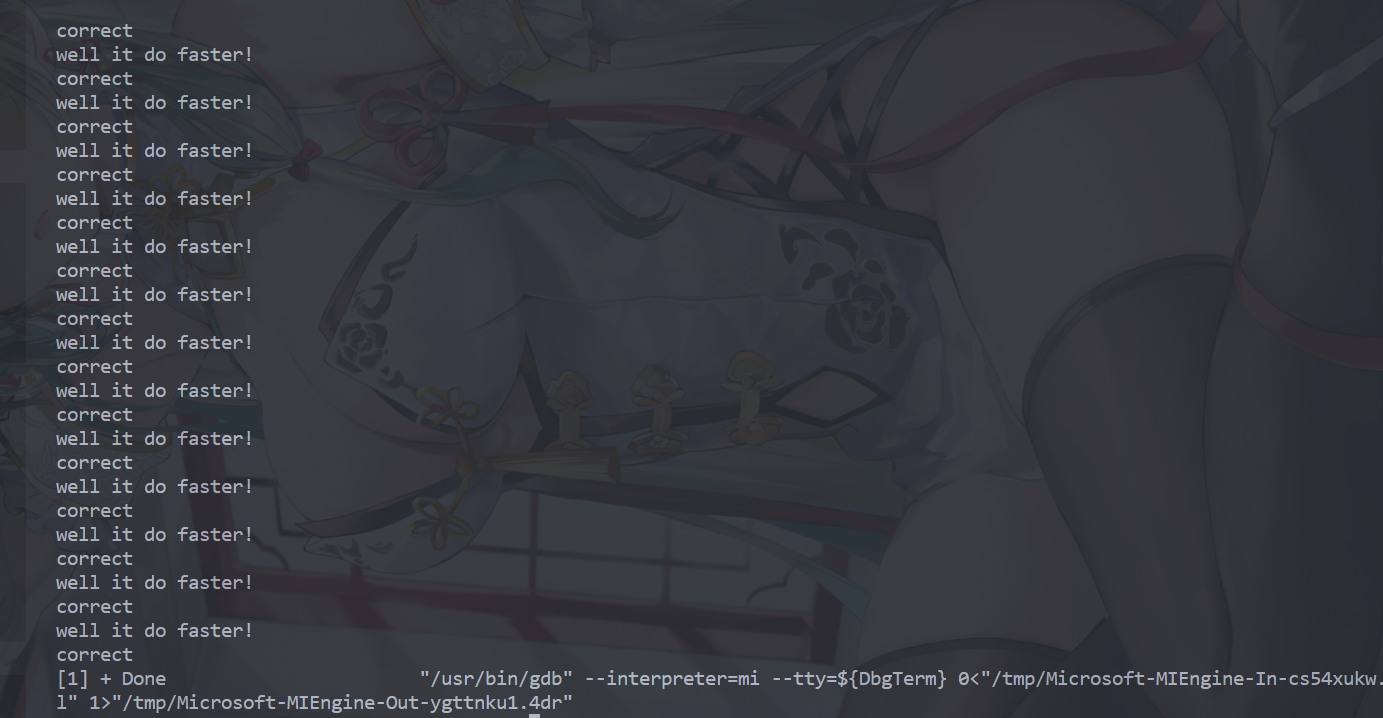 correct
well it do faster!
correct
well it do faster!
correct
well it do faster!
correct
well it do faster!
correct
well it do faster!
correct
well it do faster!
correct
well it do faster!
correct
well it do faster!
correct
well it do faster!
correct
well it do faster!
correct
well it do faster!
correct
well it do faster!
correct
well it do faster!
correct
[1] + Done                       "/usr/bin/gdb" --interpreter=mi --tty=${DbgTerm} 0<"/tmp/Microsoft-MIEngine-In-cs54xukw.
l" 1>"/tmp/Microsoft-MIEngine-Out-ygttnku1.4dr"